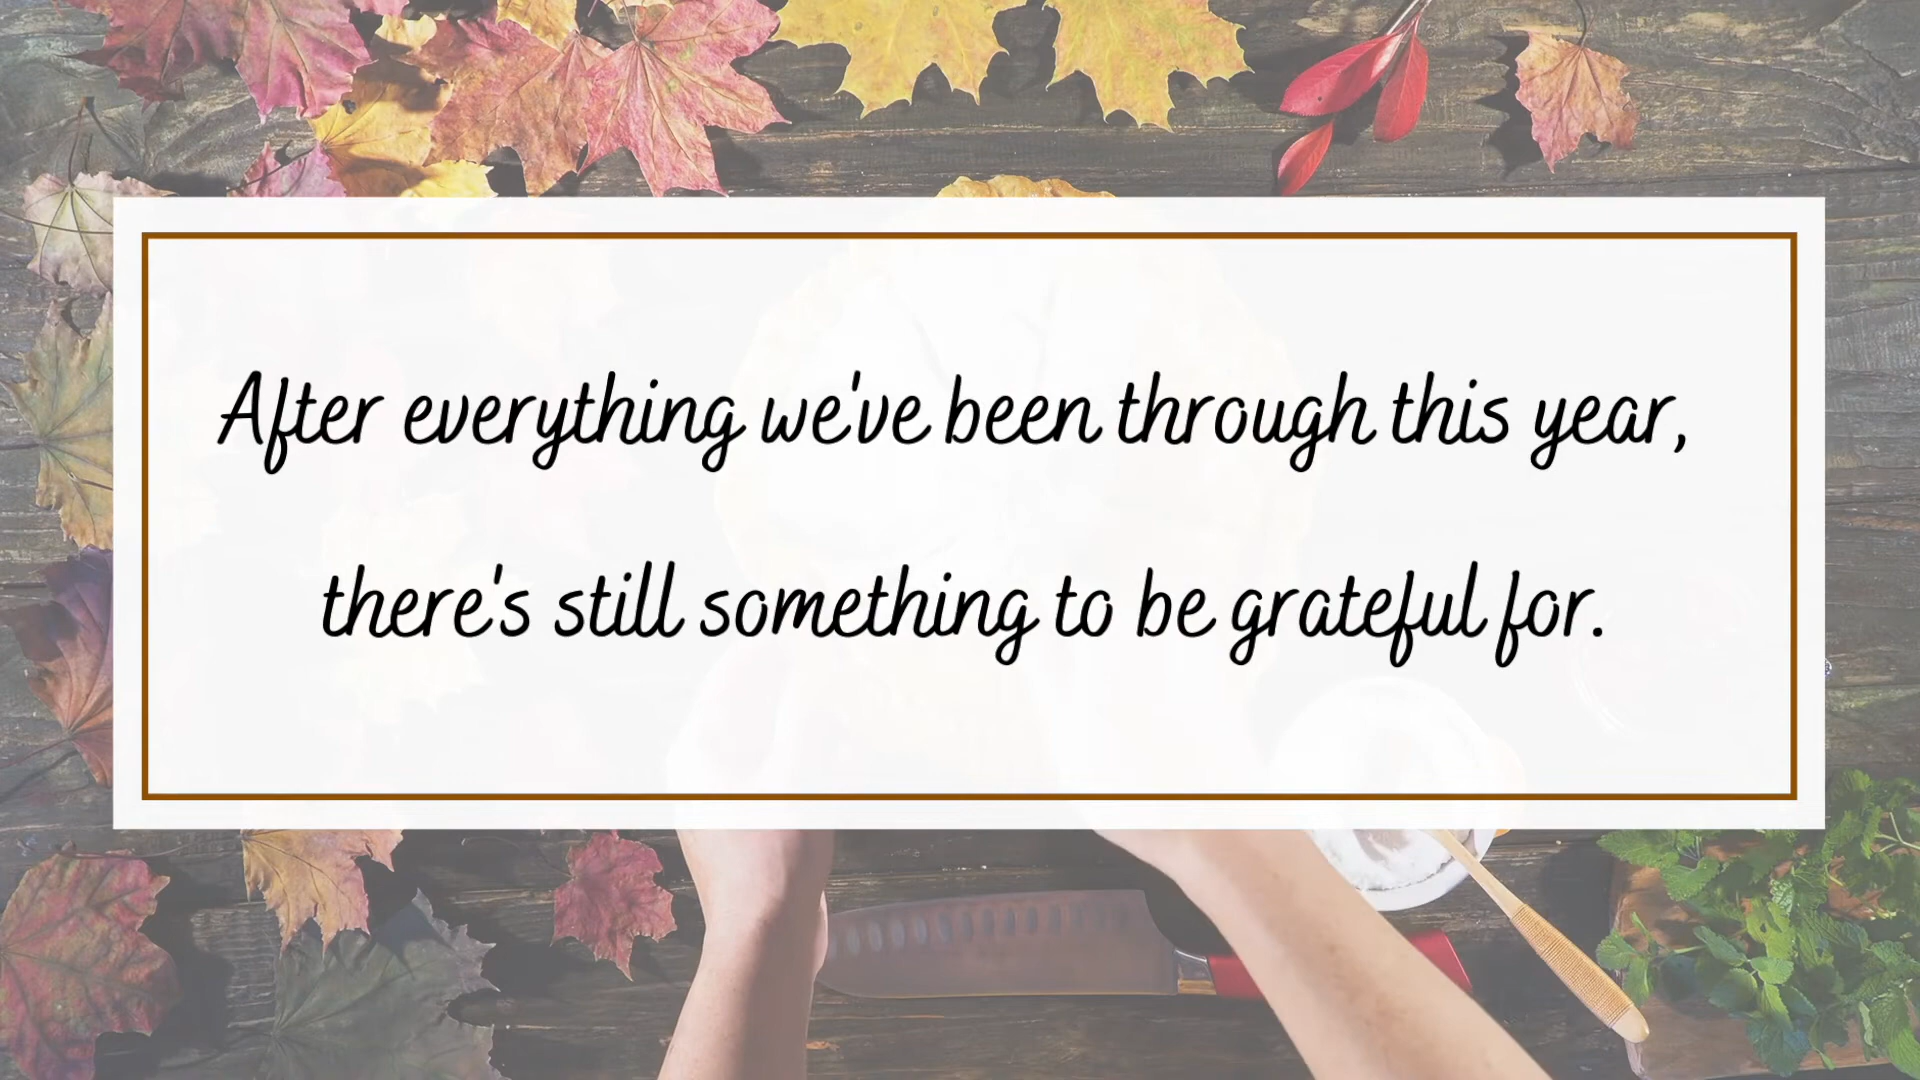 After everything we've been through this year,
there's still something to be grateful for.